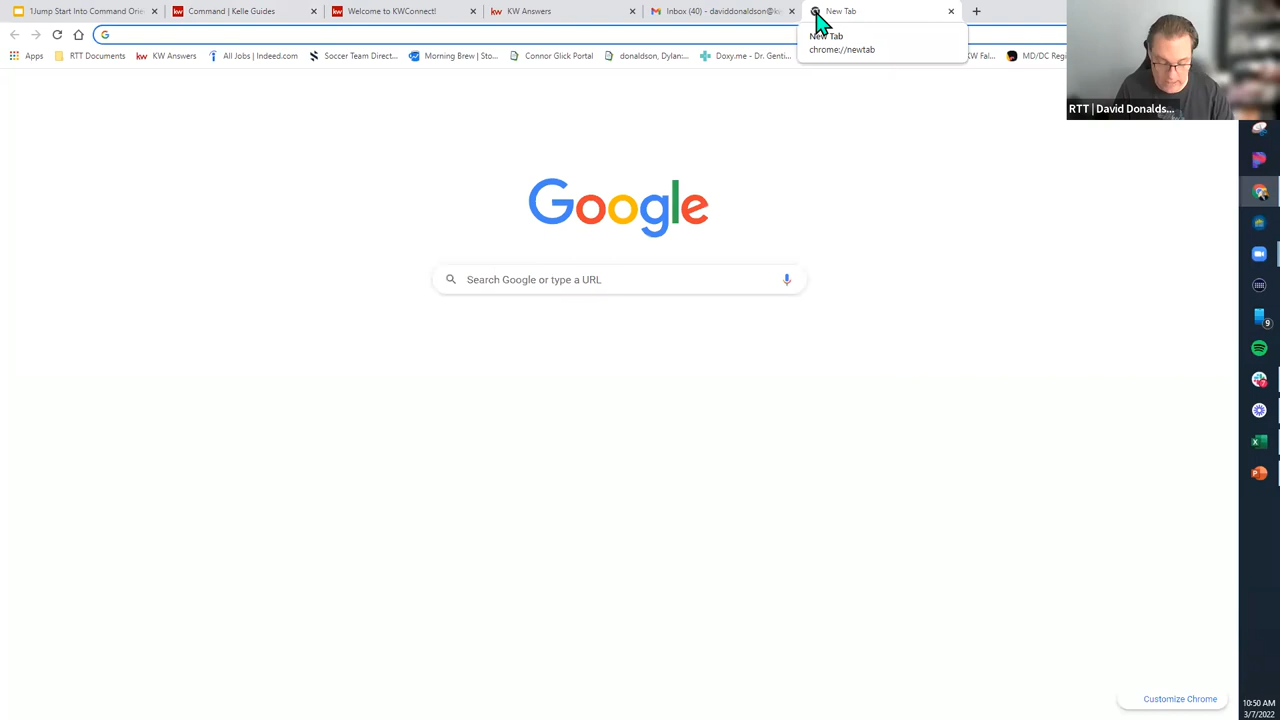 1Jump Start Into Command Orie
Command | Kelle Guides
Welcome to KWConnect!
KW Answers
Inbox (40) - daviddonaldson@k
New Tab
New Tab
chrome://newtab
Apps
RTT Documents
KW Answers
All Jobs | Indeed.com
Soccer Team Direct...
Morning Brew | Sto...
Connor Glick Portal
donaldson, Dylan:...
Doxy.me - Dr. Genti...
KW Fal...
MD/DC Reg
RTT | David Donalds...
Google
Search Google or type a URL
9
Customize Chrome
10:50 AM
3/7/2022